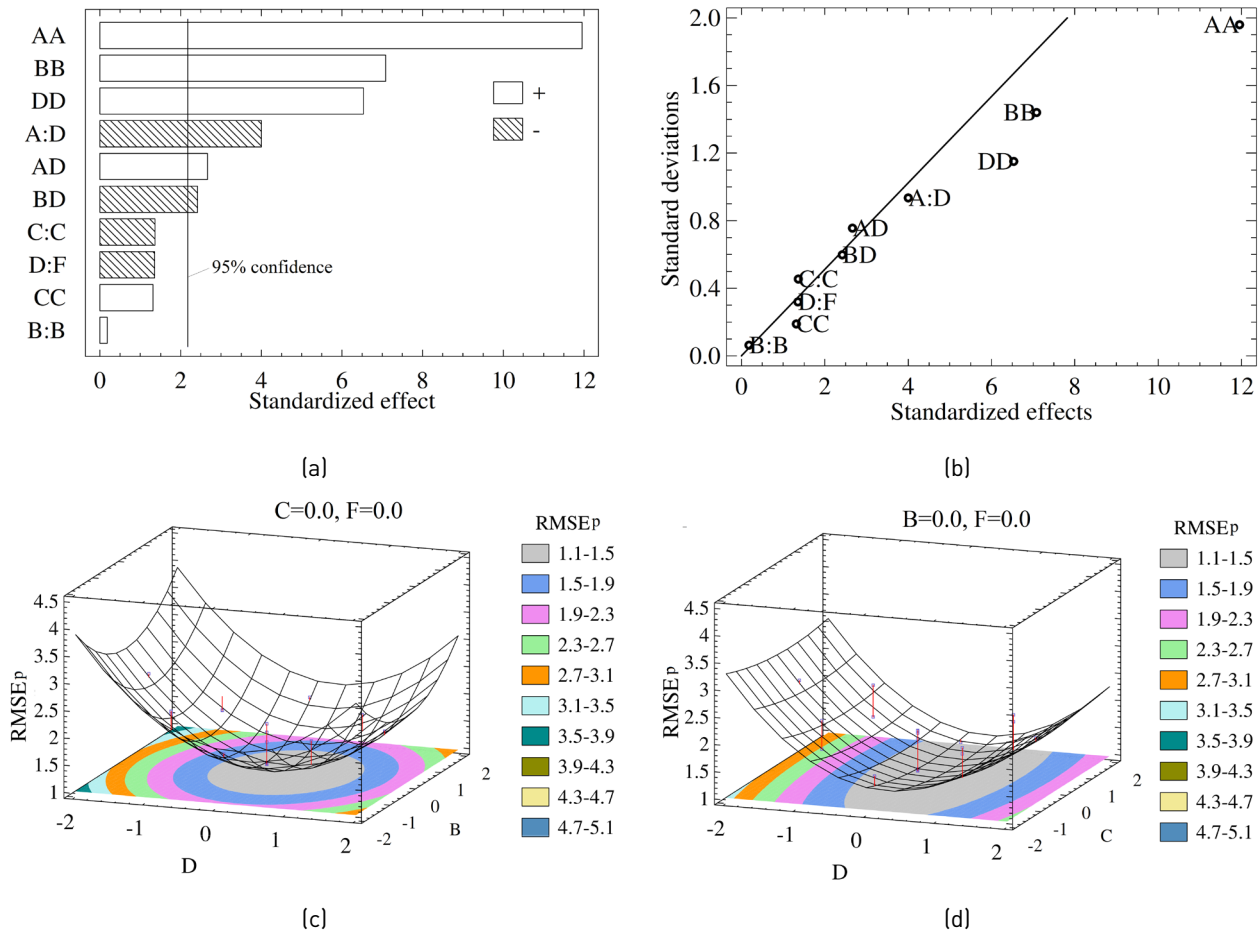 AA
BB
DD
A:D
AD
BD
C:C
D:F
CC
B:B
+
-
95% confidence
0 2 4 6 8 10 12
Standardized effect
(a)
Standard deviations
2.0
1.6
1.2
0.8
0.4
0.0
AA
BB
DD
A:D
AD
BD
C:C
D:F
CC
B:B
0 2 4 6 8 10 12
Standardized effects
(b)
C=0.0, F=0.0
RMSEp
4.5
4
3.5
3
2.5
2
1.5
1
-2 -1 0 1 2
D
-2 -1 0 1 2
B
RMSEp
1.1-1.5
1.5-1.9
1.9-2.3
2.3-2.7
2.7-3.1
3.1-3.5
3.5-3.9
3.9-4.3
4.3-4.7
4.7-5.1
(c)
B=0.0, F=0.0
RMSEp
4.5
4
3.5
3
2.5
2
1.5
1
-2 -1 0 1 2
D
-2 -1 0 1 2
C
RMSEp
1.1-1.5
1.5-1.9
1.9-2.3
2.3-2.7
2.7-3.1
3.1-3.5
3.5-3.9
3.9-4.3
4.3-4.7
4.7-5.1
(d)